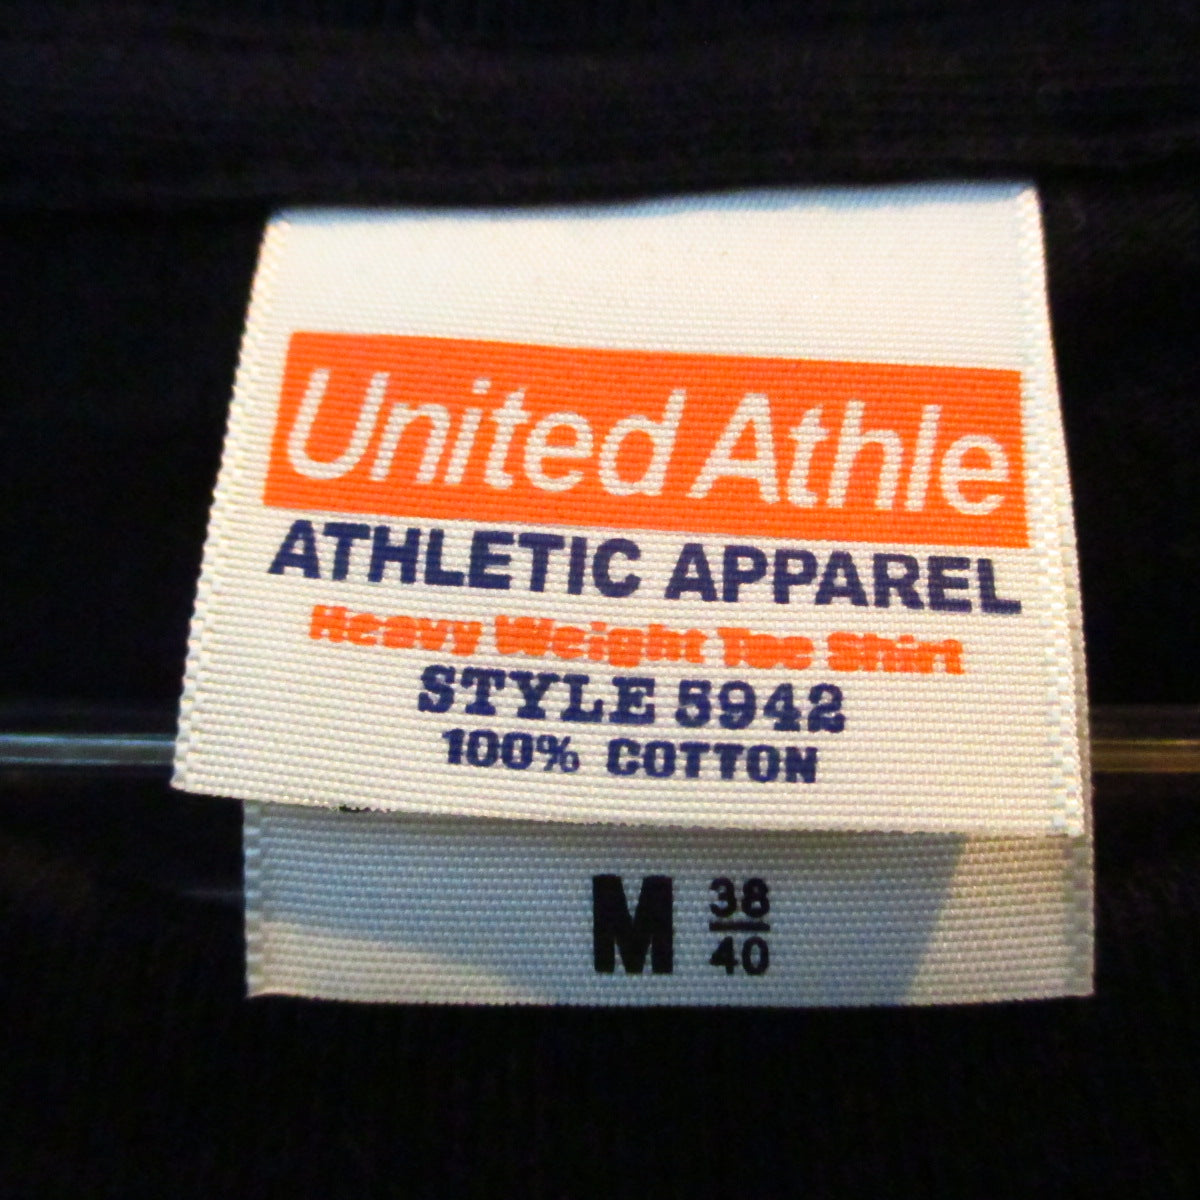 United Athle
ATHLETIC APPAREL
Heavy Weight Tee Shirt
STYLE 5942
100% COTTON
M 38/40